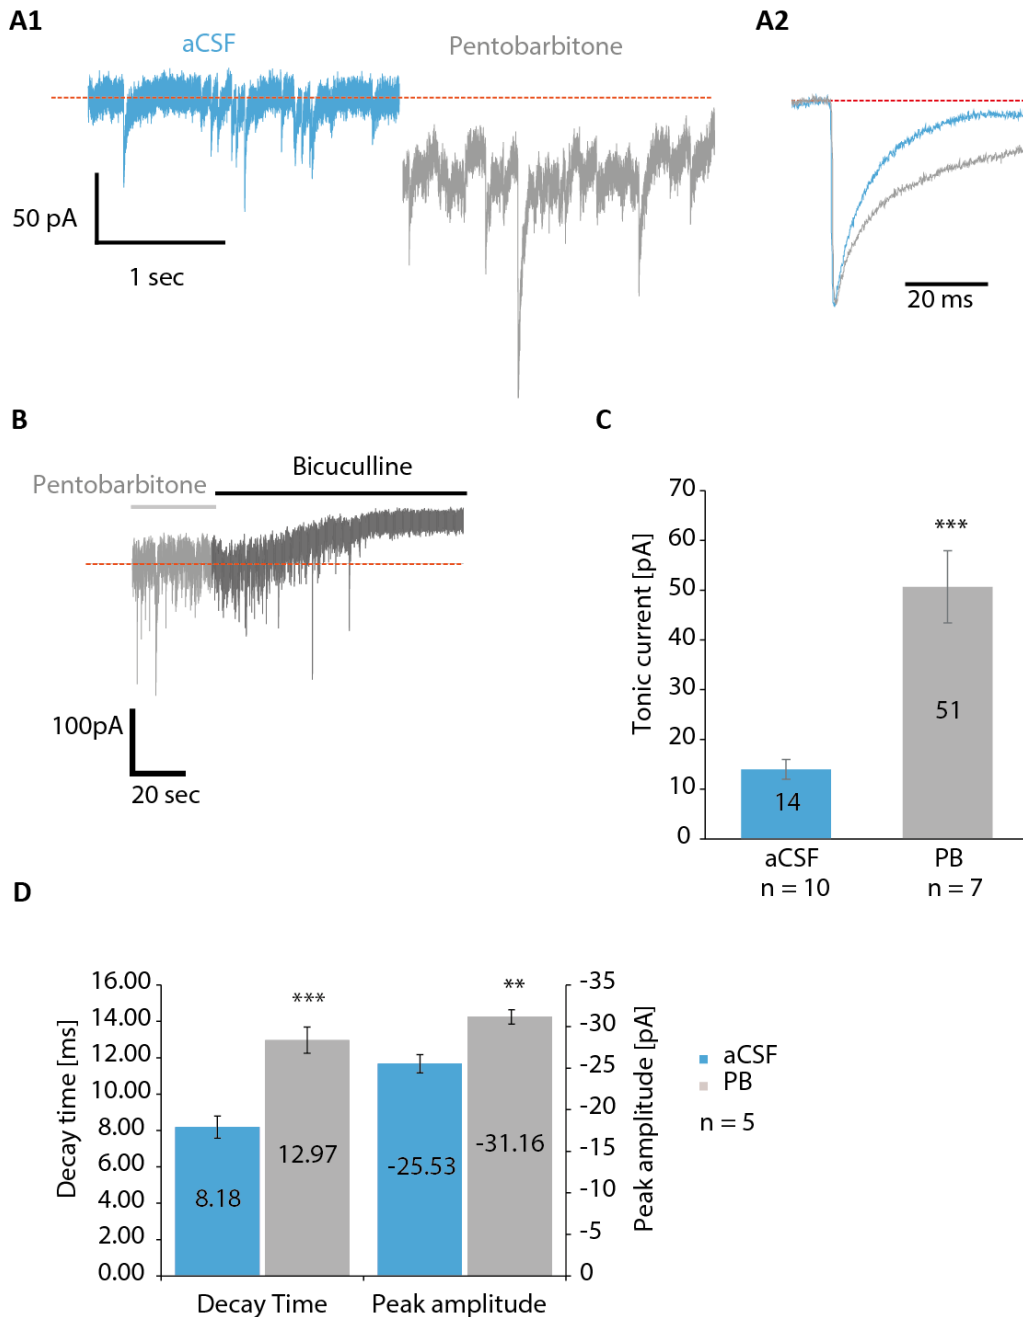 A1
aCSF
Pentobarbitone
50 pA
1 sec
A2
20 ms
B
Pentobarbitone
Bicuculline
100pA
20 sec
C
Tonic current [pA]
70
60
50
40
30
20
10
0
***
14
51
aCSF
n = 10
PB
n = 7
D
Decay time [ms]
16.00
14.00
12.00
10.00
8.00
6.00
4.00
2.00
0.00
***
**
8.18
12.97
-25.53
-31.16
Decay Time
Peak amplitude
-35
-30
-25
-20
-15
-10
-5
0
Peak amplitude [pA]
aCSF
PB
n = 5